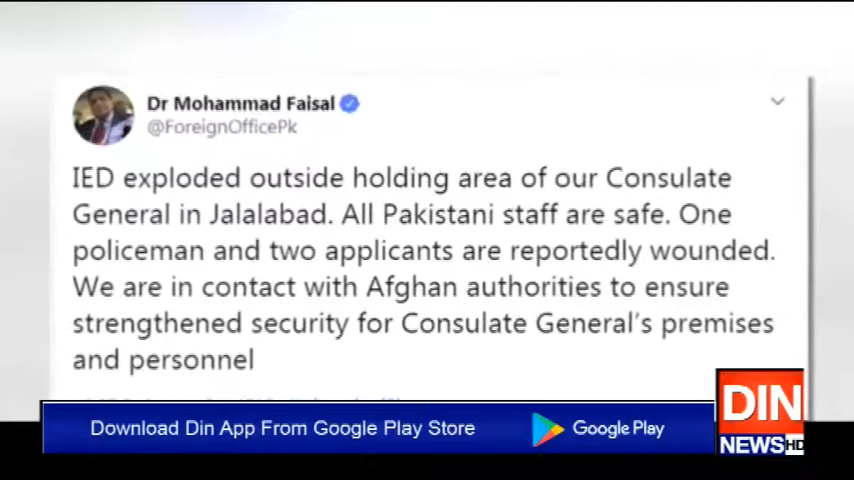 Dr Mohammad Faisal
@ForeignOfficePk
IED exploded outside holding area of our Consulate
General in Jalalabad. All Pakistani staff are safe. One
policeman and two applicants are reportedly wounded.
We are in contact with Afghan authorities to ensure
strengthened security for Consulate General's premises
and personnel
Download Din App From Google Play Store
Google Play
DIN
NEWS HD